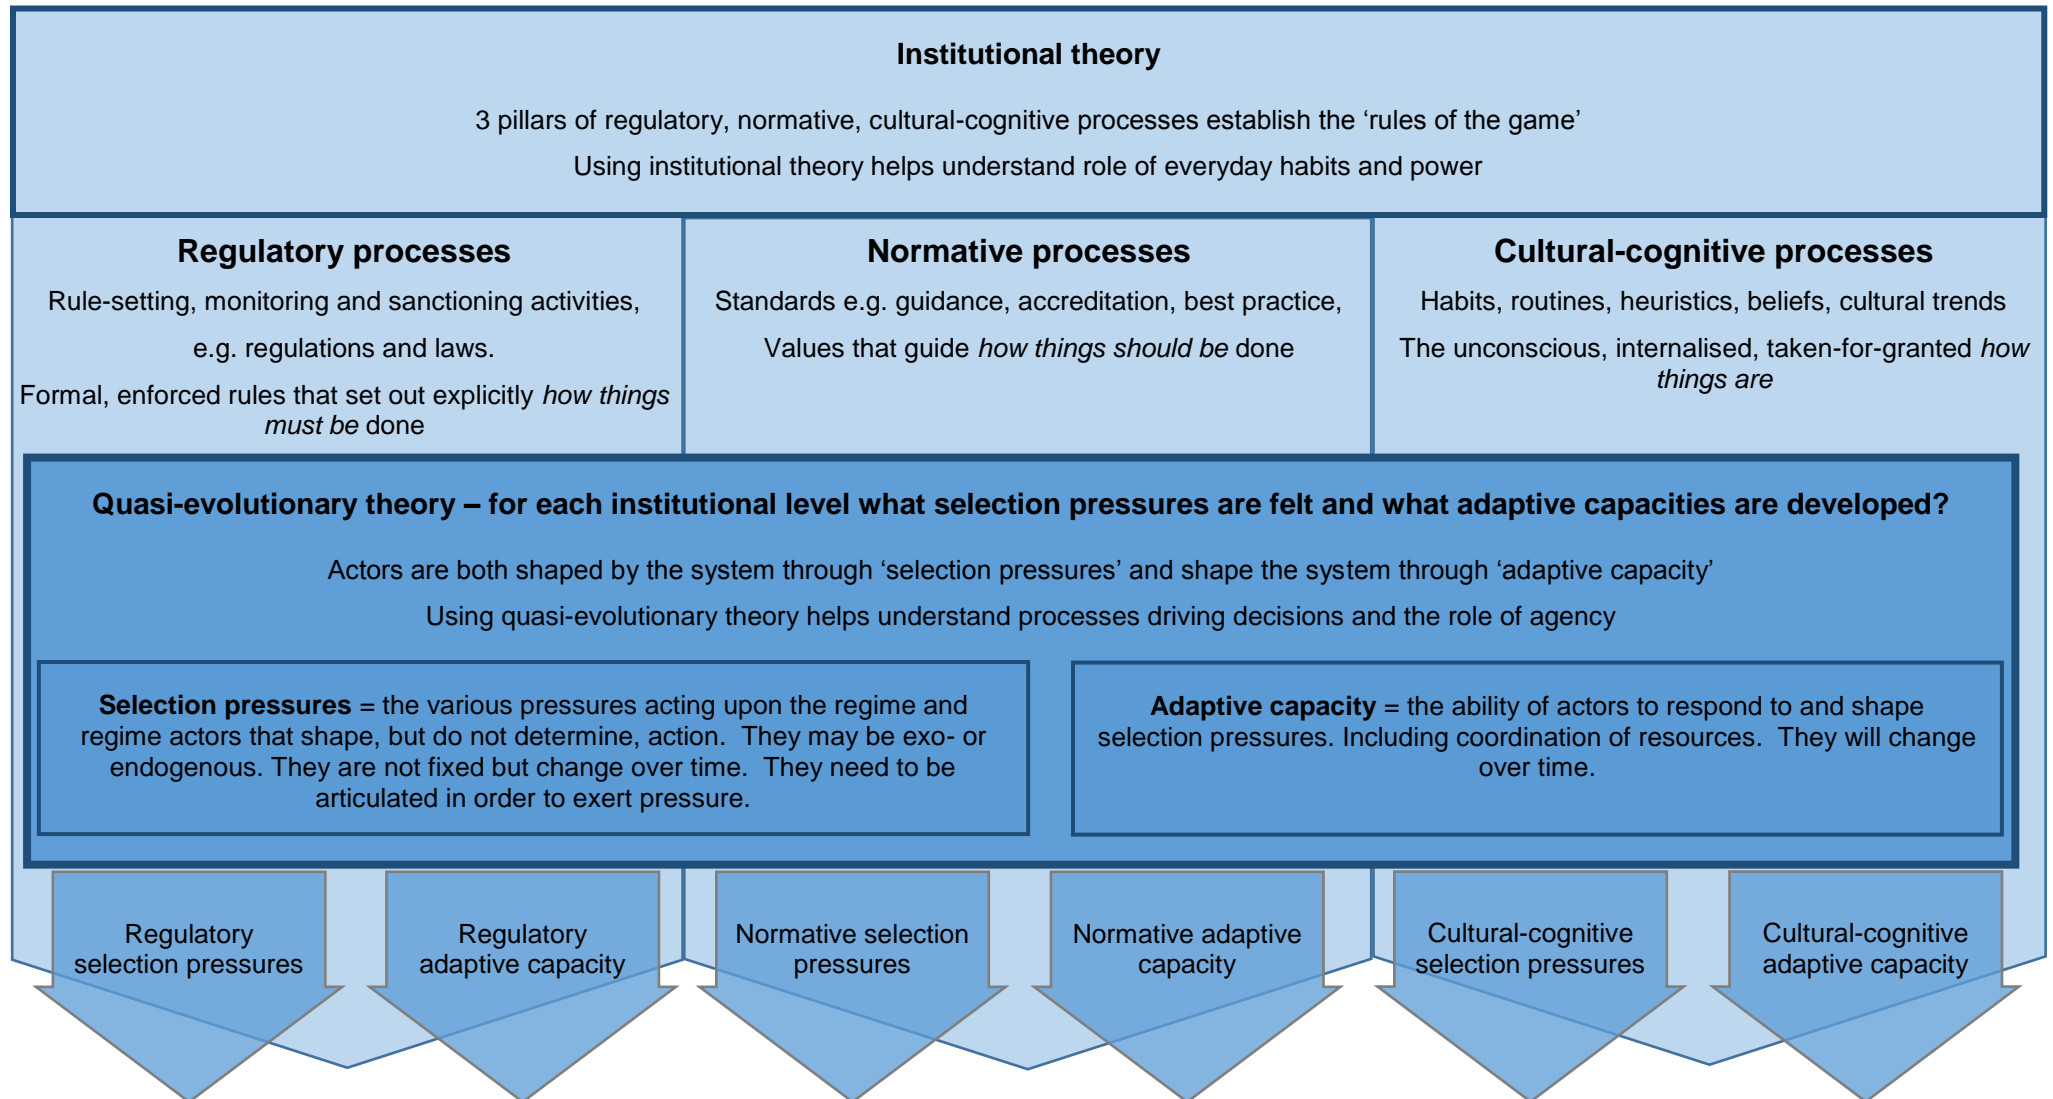 Institutional theory
3 pillars of regulatory, normative, cultural-cognitive processes establish the ‘rules of the game’
Using institutional theory helps understand role of everyday habits and power
Regulatory processes
Rule-setting, monitoring and sanctioning activities,
e.g. regulations and laws.
Formal, enforced rules that set out explicitly how things
must be done
Normative processes
Standards e.g. guidance, accreditation, best practice,
Values that guide how things should be done
Cultural-cognitive processes
Habits, routines, heuristics, beliefs, cultural trends
The unconscious, internalised, taken-for-granted how
things are
Quasi-evolutionary theory – for each institutional level what selection pressures are felt and what adaptive capacities are developed?
Actors are both shaped by the system through ‘selection pressures’ and shape the system through ‘adaptive capacity’
Using quasi-evolutionary theory helps understand processes driving decisions and the role of agency
Selection pressures = the various pressures acting upon the regime and
regime actors that shape, but do not determine, action.  They may be exo- or
endogenous. They are not fixed but change over time.  They need to be
articulated in order to exert pressure.
Adaptive capacity = the ability of actors to respond to and shape
selection pressures. Including coordination of resources.  They will change
over time.
Regulatory
selection pressures
Regulatory
adaptive capacity
Normative selection
pressures
Normative adaptive
capacity
Cultural-cognitive
selection pressures
Cultural-cognitive
adaptive capacity